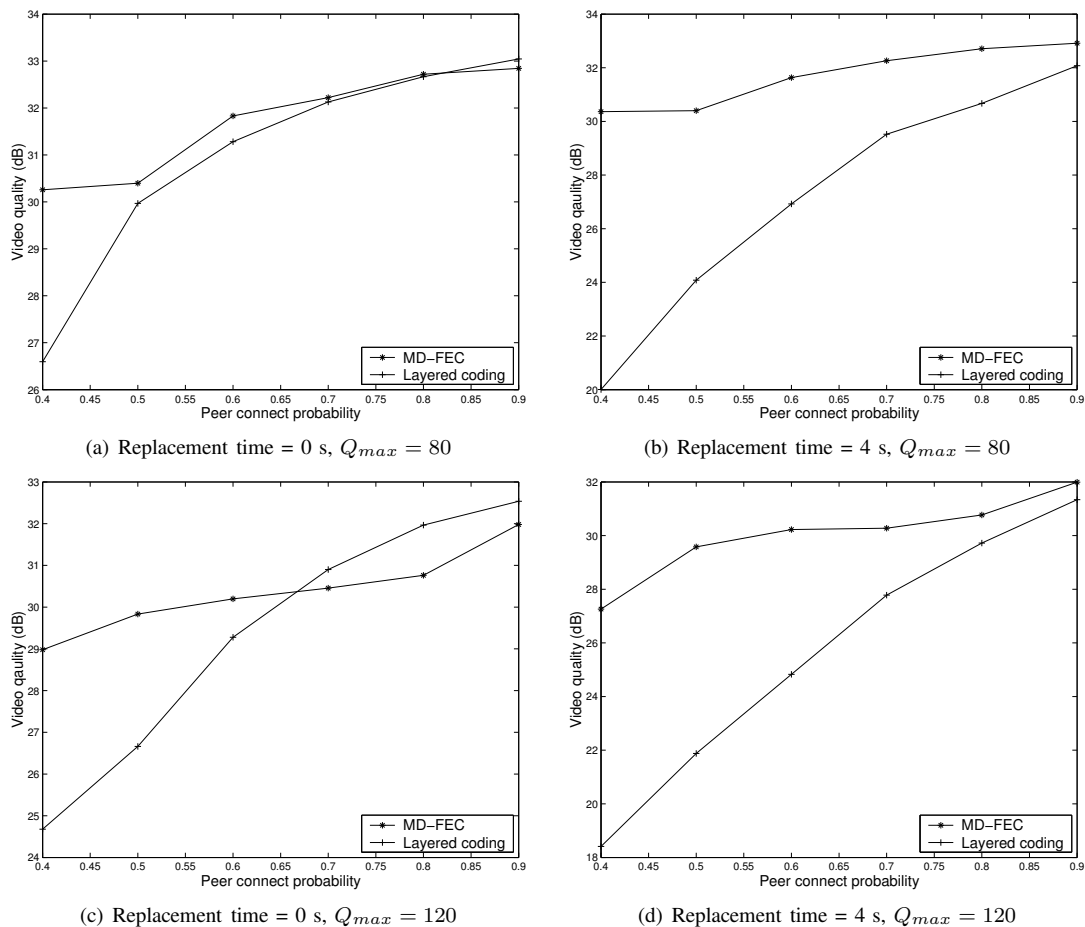 34
33
32
31
30
29
28
27
26
Video quality (dB)
MD-FEC
Layered coding
0.4 0.45 0.5 0.55 0.6 0.65 0.7 0.75 0.8 0.85 0.9
Peer connect probability
(a) Replacement time = 0 s, Qmax = 80
34
32
30
28
26
24
22
20
Video qaulity (dB)
MD-FEC
Layered coding
0.4 0.45 0.5 0.55 0.6 0.65 0.7 0.75 0.8 0.85 0.9
Peer connect probability
(b) Replacement time = 4 s, Qmax = 80
33
32
31
30
29
28
27
26
25
24
Video qaulity (dB)
MD-FEC
Layered coding
0.4 0.45 0.5 0.55 0.6 0.65 0.7 0.75 0.8 0.85 0.9
Peer connect probability
(c) Replacement time = 0 s, Qmax = 120
32
30
28
26
24
22
20
18
Video qaulity (dB)
MD-FEC
Layered coding
0.4 0.45 0.5 0.55 0.6 0.65 0.7 0.75 0.8 0.85 0.9
Peer connect probability
(d) Replacement time = 4 s, Qmax = 120